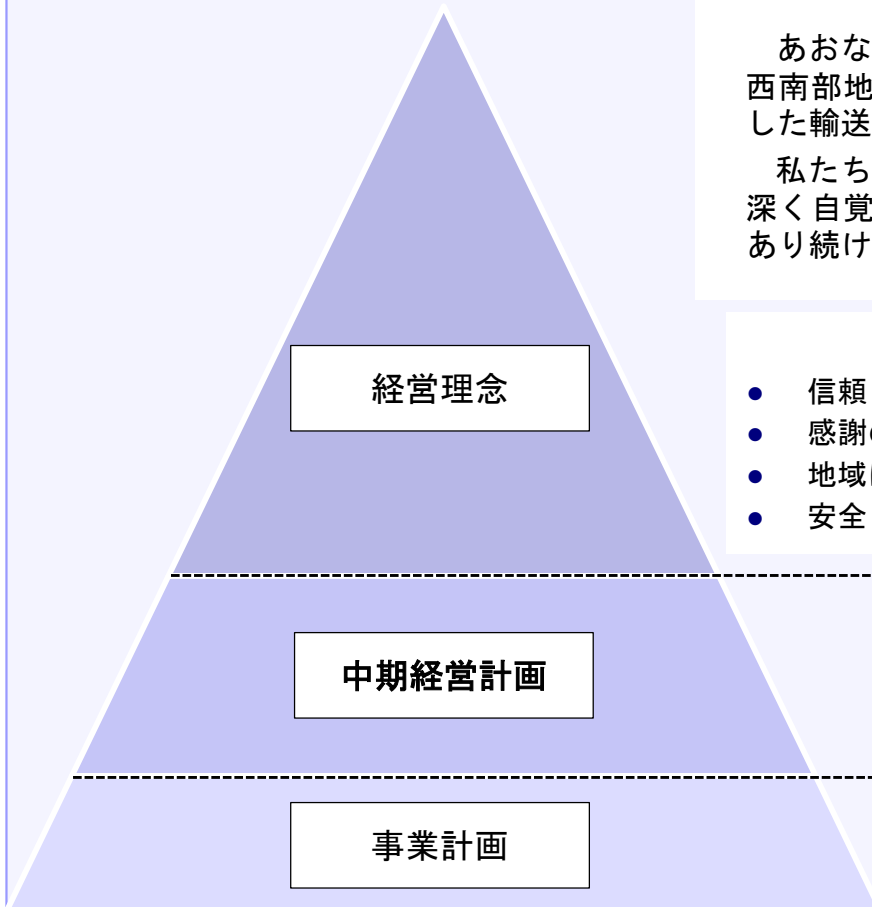 あおな
西南部地
した輸送
私たち
深く自覚
あり続け
経営理念
● 信頼
● 感謝
● 地域
● 安全
中期経営計画
事業計画